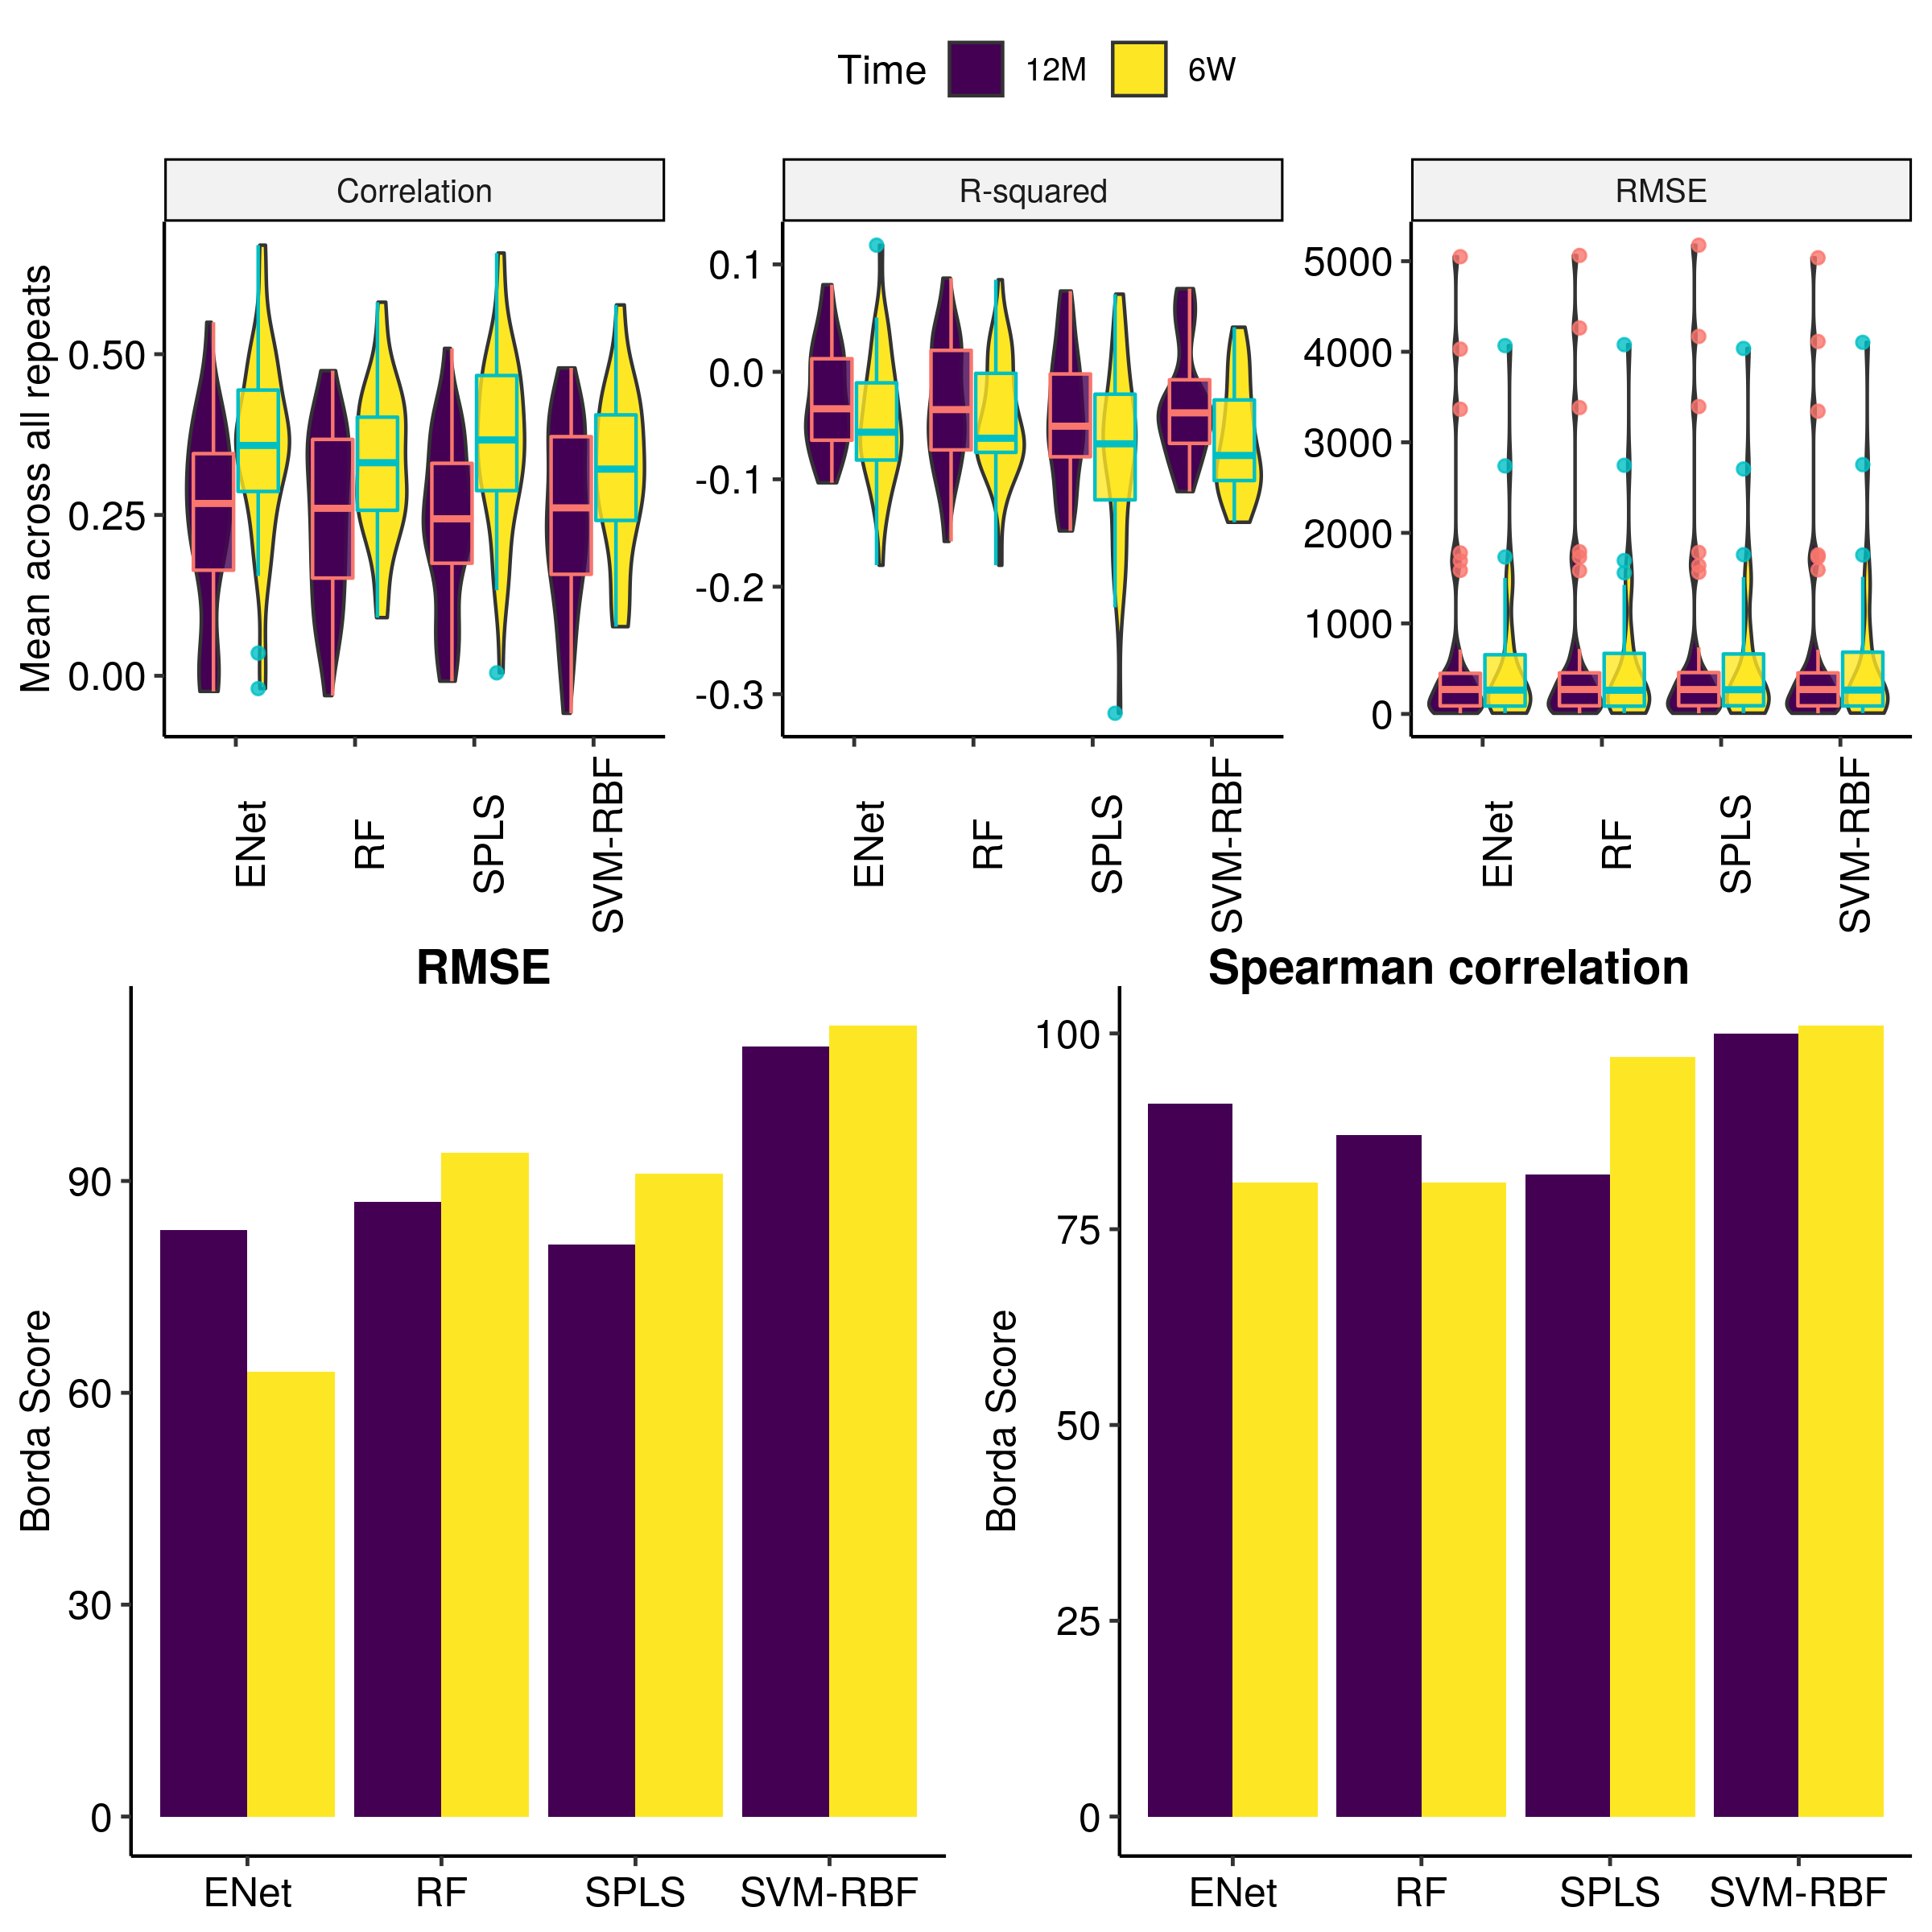 Time 12M 6W
Correlation R-squared RMSE
Mean across all repeats
0.50
0.25
0.00
0.1
0.0
-0.1
-0.2
-0.3
5000
4000
3000
2000
1000
0
ENet RF SPLS SVM-RBF
ENet RF SPLS SVM-RBF
ENet RF SPLS SVM-RBF
RMSE
Borda Score
90
60
30
0
ENet RF SPLS SVM-RBF
Spearman correlation
Borda Score
100
75
50
25
0
ENet RF SPLS SVM-RBF